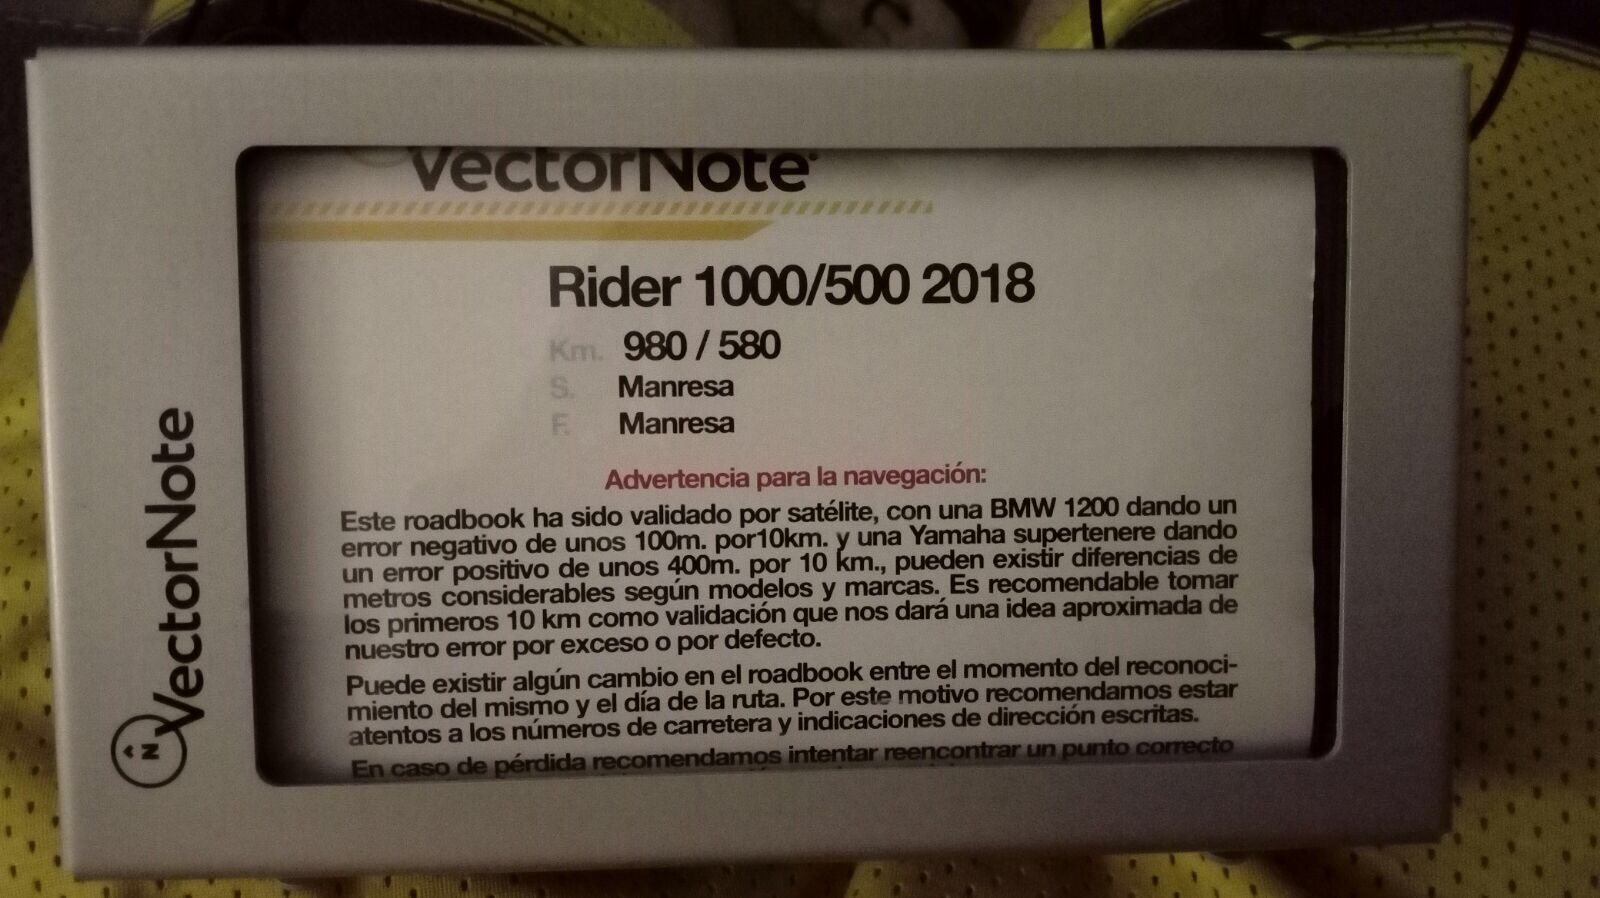 VectorNote
Rider 1000/500 2018
Km. 980 / 580
S. Manresa
F. Manresa
Advertencia para la navegación:
Este roadbook ha sido validado por satélite, con una BMW 1200 dando un
error negativo de unos 100m. por10km. y una Yamaha supertenere dando
un error positivo de unos 400m. por 10 km., pueden existir diferencias de
metros considerables según modelos y marcas. Es recomendable tomar
los primeros 10 km como validación que nos dará una idea aproximada de
nuestro error por exceso o por defecto.
Puede existir algún cambio en el roadbook entre el momento del reconoci-
miento del mismo y el día de la ruta. Por este motivo recomendamos estar
atentos a los números de carretera y indicaciones de dirección escritas.
En caso de pérdida recomendamos intentar reencontrar un punto correcto
N VectorNote